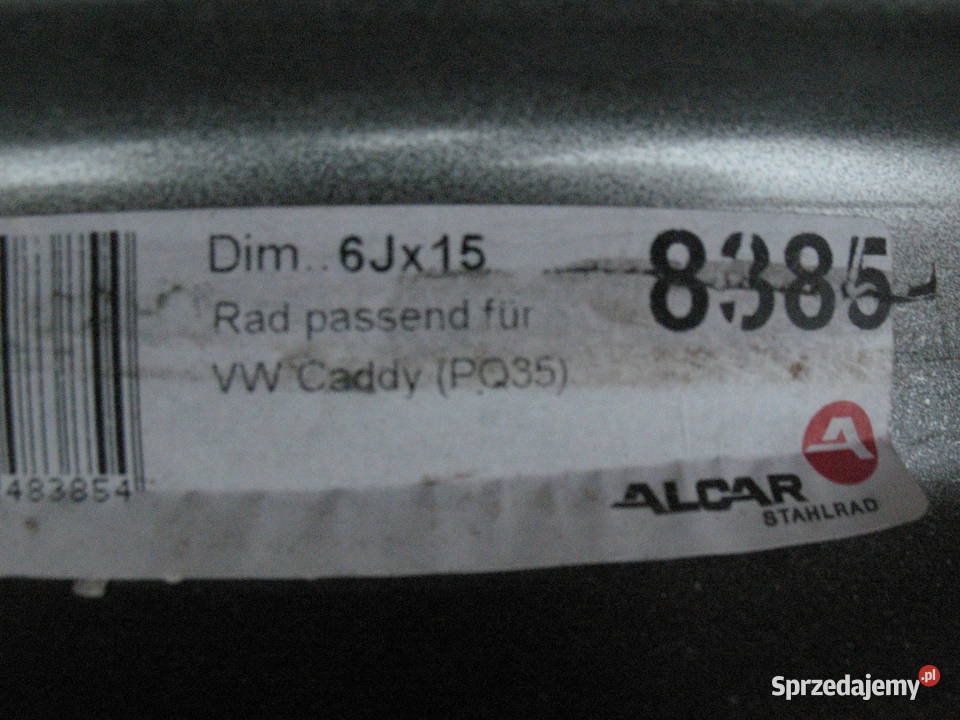 Dim.. 6Jx15
8385
Rad passend für
VW Caddy (PQ35)
483854
ALCAR
STAHLRAD
Sprzedajemy.pl